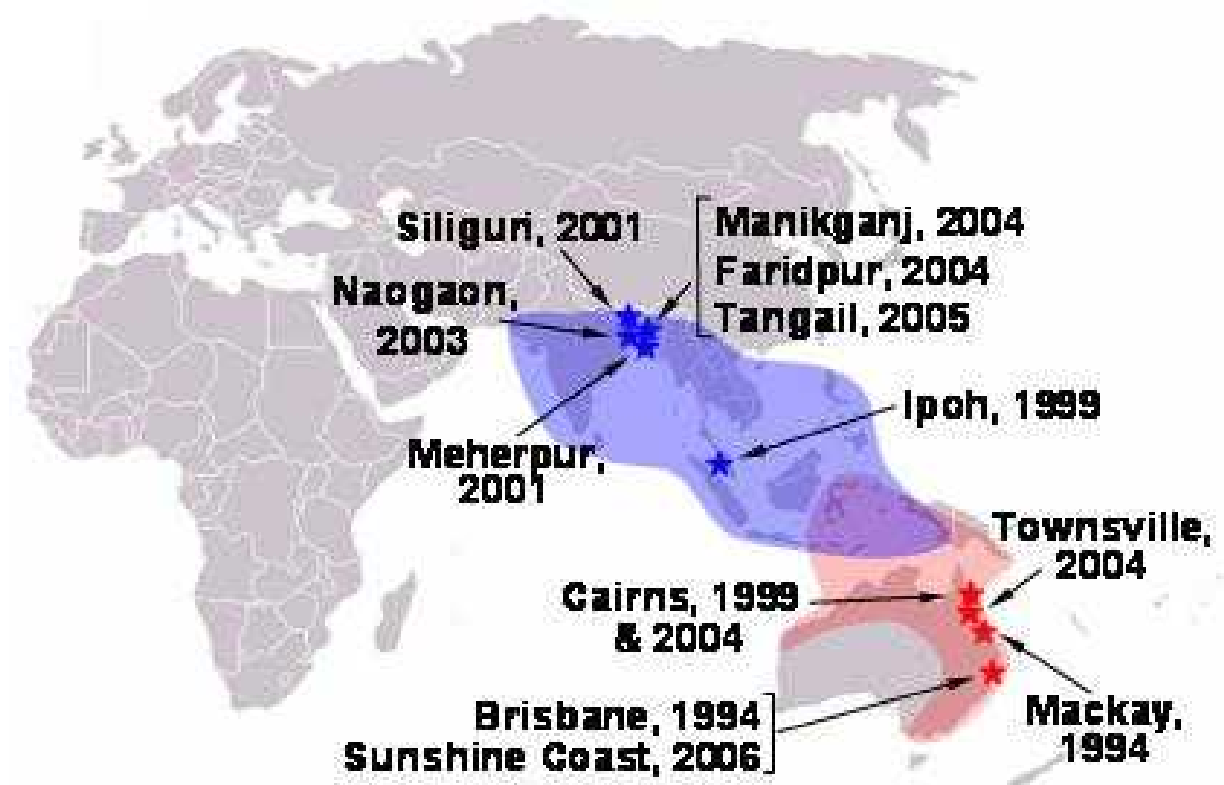 Siliguri, 2001
Manikganj, 2004
Faridpur, 2004
Tangail, 2005
Naogaon,
2003
Ipoh, 1999
Meherpur,
2001
Townsville,
2004
Cairns, 1999
& 2004
Brisbane, 1994
Sunshine Coast, 2006
Mackay,
1994